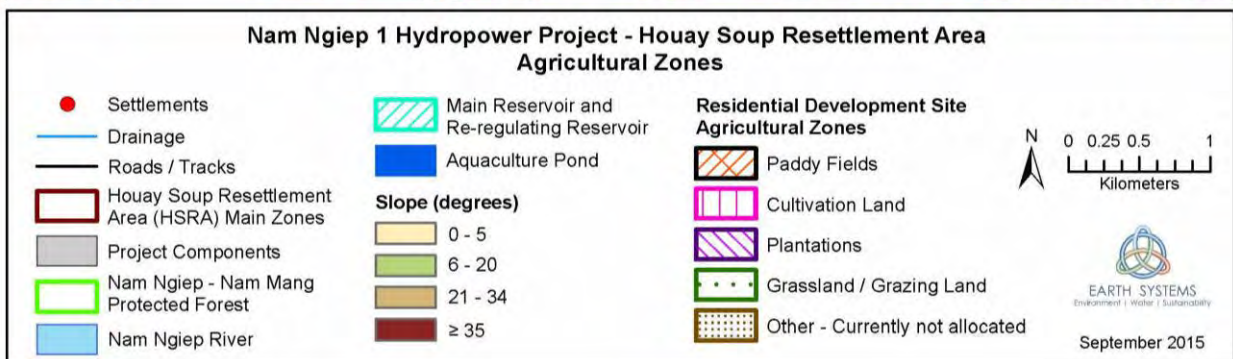 Nam Ngiep 1 Hydropower Project - Houay Soup Resettlement Area
Agricultural Zones
Settlements
Drainage
Roads / Tracks
Houay Soup Resettlement
Area (HSRA) Main Zones
Project Components
Nam Ngiep - Nam Mang
Protected Forest
Nam Ngiep River
Main Reservoir and
Re-regulating Reservoir
Aquaculture Pond
Slope (degrees)
0 - 5
6 - 20
21 - 34
≥ 35
Residential Development Site
Agricultural Zones
Paddy Fields
Cultivation Land
Plantations
Grassland / Grazing Land
Other - Currently not allocated
N
0 0.25 0.5 1
Kilometers
EARTH SYSTEMS
Environment | Water | Sustainability
September 2015